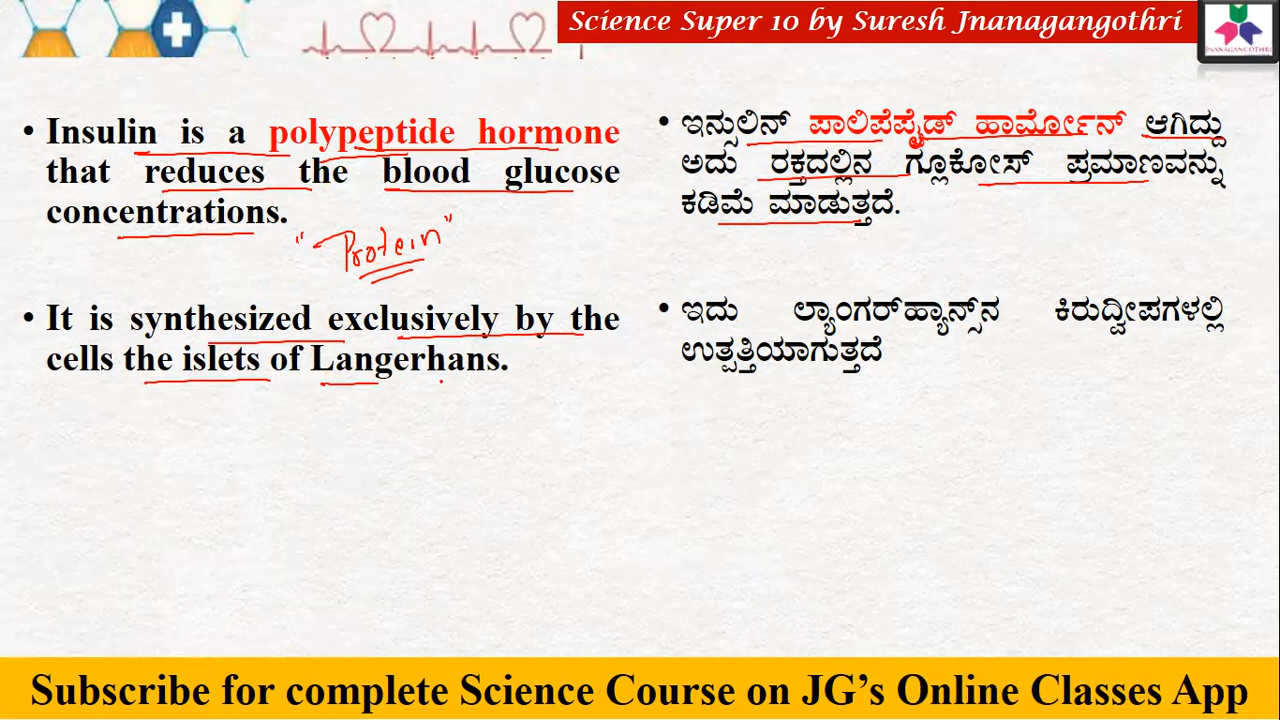 Science Super 10 by Suresh Jnanagangothri
JNANAGANGOTHRI
• Insulin is a polypeptide hormone
that reduces the blood glucose
concentrations.
"Protein"
• It is synthesized exclusively by the
cells the islets of Langerhans.
• ಇನ್ಸುಲಿನ್ ಪಾಲಿಪೆಪ್ಟೈಡ್ ಹಾರ್ಮೋನ್ ಆಗಿದ್ದು
ಅದು ರಕ್ತದಲ್ಲಿನ ಗ್ಲೂಕೋಸ್ ಪ್ರಮಾಣವನ್ನು
ಕಡಿಮೆ ಮಾಡುತ್ತದೆ.
• ಇದು ಲ್ಯಾಂಗರ್‌ಹ್ಯಾನ್ಸ್‌ನ ಕಿರುದ್ವೀಪಗಳಲ್ಲಿ
ಉತ್ಪತ್ತಿಯಾಗುತ್ತದೆ
Subscribe for complete Science Course on JG's Online Classes App